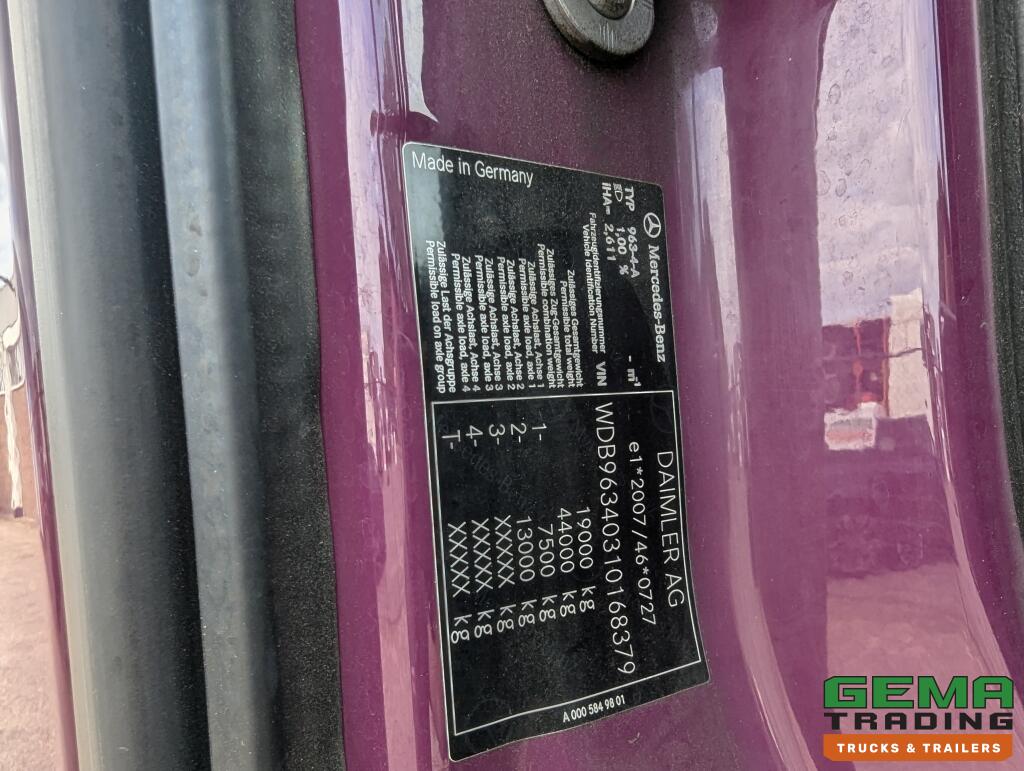 Made in Germany
Mercedes-Benz
TYP 963-4-A
1,00 % - m⁻¹
IHA= 2,611
DAIMLER AG
e1*2007/46*0727
Fahrzeugidentifizierungsnummer
Vehicle Identification Number VIN WDB96340310168379
Zulässiges Gesamtgewicht
Permissible total weight 19000 kg
Zulässiges Zug-Gesamtgewicht
Permissible combination weight 44000 kg
Zulässige Achslast, Achse 1
Permissible axle load, axle 1 1- 7500 kg
Zulässige Achslast, Achse 2
Permissible axle load, axle 2 2- 13000 kg
Zulässige Achslast, Achse 3
Permissible axle load, axle 3 3- XXXXX kg
Zulässige Achslast, Achse 4
Permissible axle load, axle 4 4- XXXXX kg
Zulässige Last der Achsgruppe
Permissible load on axle group T- XXXXX kg
A 000 584 98 01
GEMA
TRADING
TRUCKS & TRAILERS